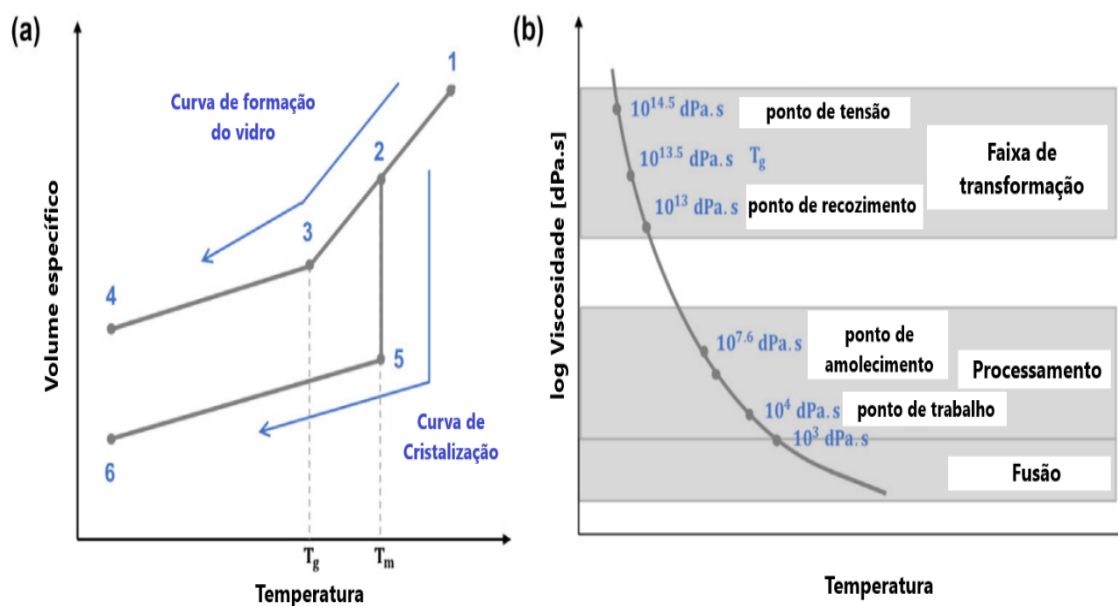 (a)
Volume específico
Curva de formação
do vidro
1
2
3
4
5
6
Curva de
Cristalização
T_g
T_m
Temperatura
(b)
log Viscosidade [dPa.s]
10^14.5 dPa.s ponto de tensão
10^13.5 dPa.s T_g
10^13 dPa.s ponto de recozimento
Faixa de
transformação
10^7.6 dPa.s ponto de
amolecimento
Processamento
10^4 dPa.s ponto de trabalho
10^3 dPa.s
Fusão
Temperatura